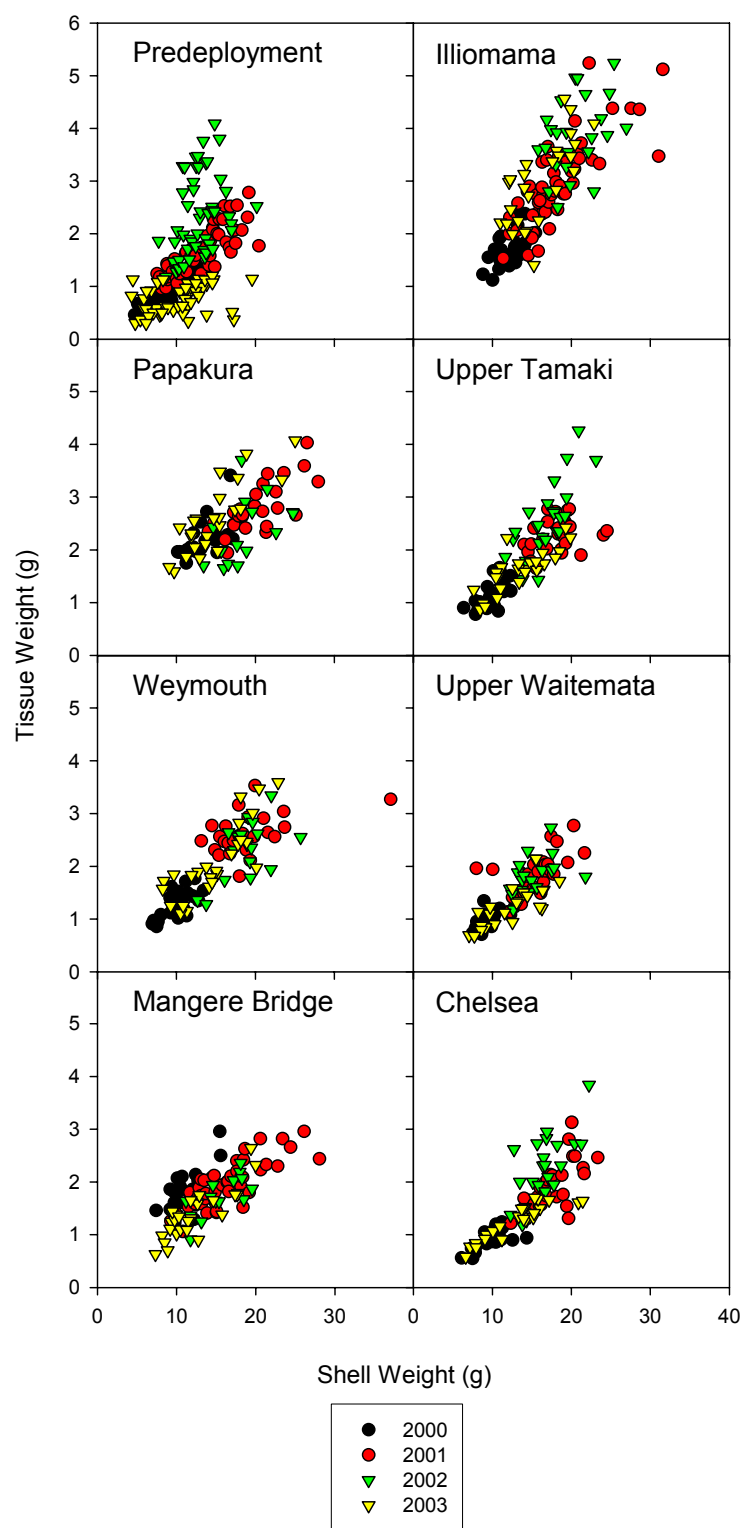 6
Predeployment
Illiomama
5
4
3
2
1
0
Papakura
Upper Tamaki
5
4
3
2
1
0
Tissue Weight (g)
Weymouth
Upper Waitemata
5
4
3
2
1
0
Mangere Bridge
Chelsea
5
4
3
2
1
0
0 10 20 30 0 10 20 30 40
Shell Weight (g)
2000
2001
2002
2003